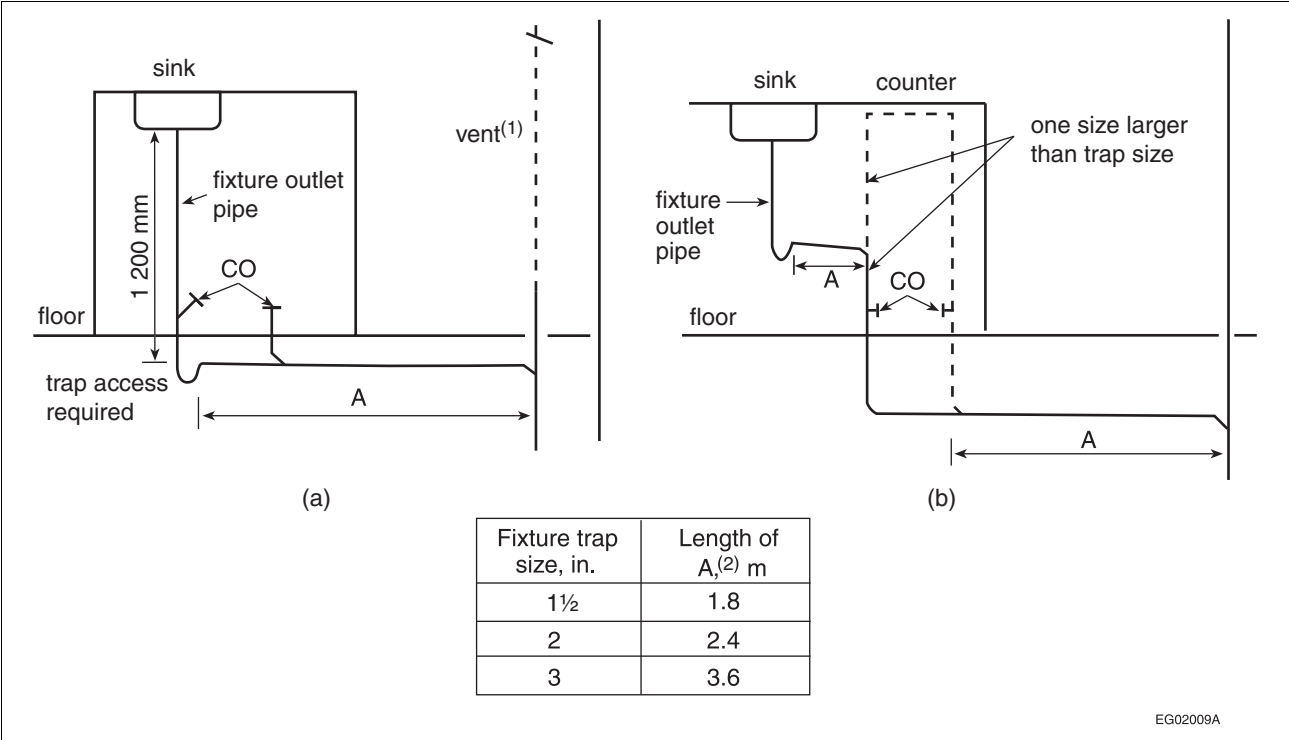 sink
vent(1)
fixture outlet
pipe
1 200 mm
CO
floor
trap access
required
A
(a)
sink
counter
one size larger
than trap size
fixture
outlet
pipe
A
CO
floor
A
(b)
Fixture trap
size, in.
Length of
A,(2) m
1½
1.8
2
2.4
3
3.6
EG02009A